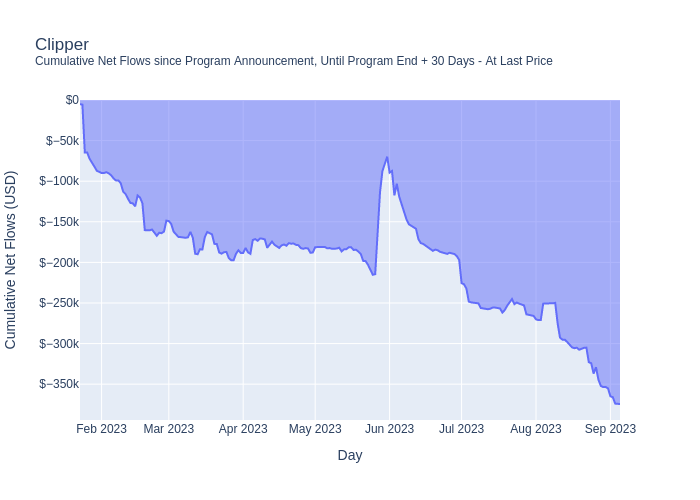 Clipper
Cumulative Net Flows since Program Announcement, Until Program End + 30 Days - At Last Price
$0
$−50k
$−100k
$−150k
$−200k
$−250k
$−300k
$−350k
Cumulative Net Flows (USD)
Feb 2023 Mar 2023 Apr 2023 May 2023 Jun 2023 Jul 2023 Aug 2023 Sep 2023
Day